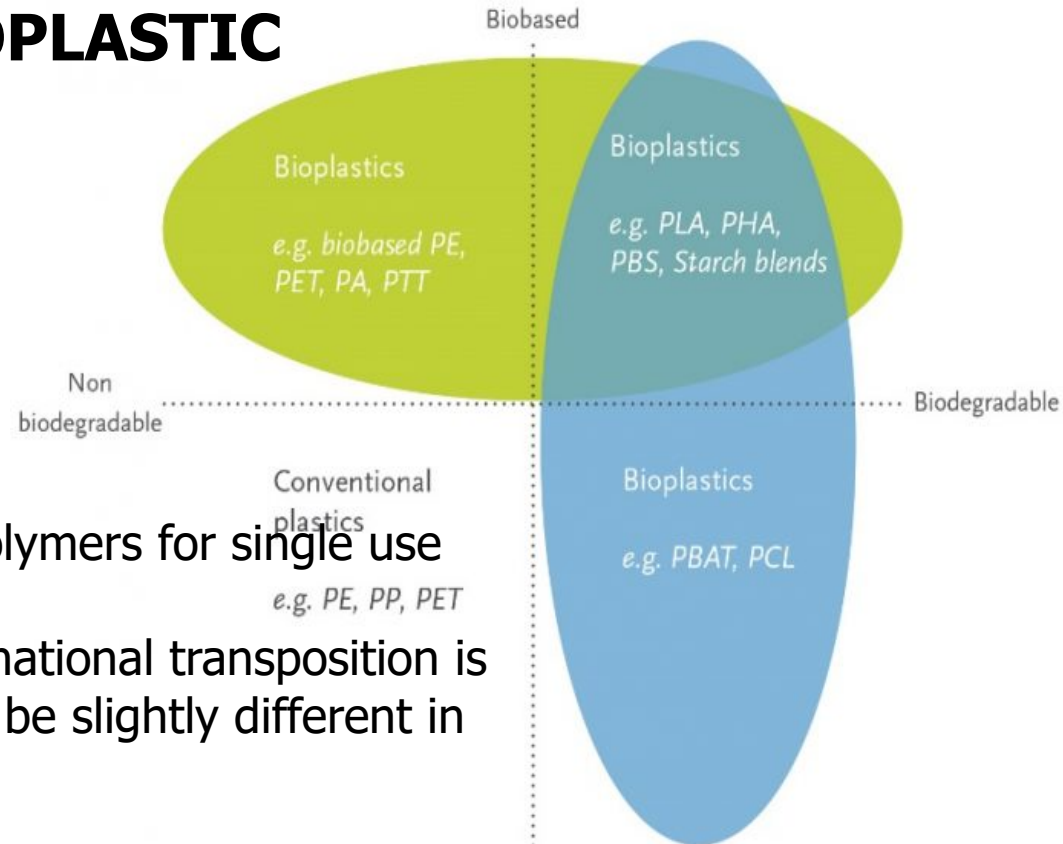 OPLASTIC
Biobased
Bioplastics
e.g. biobased PE,
PET, PA, PTT
Bioplastics
e.g. PLA, PHA,
PBS, Starch blends
Non
biodegradable
Biodegradable
Conventional
plastics
e.g. PE, PP, PET
Bioplastics
e.g. PBAT, PCL
olymers for single use
national transposition is
be slightly different in